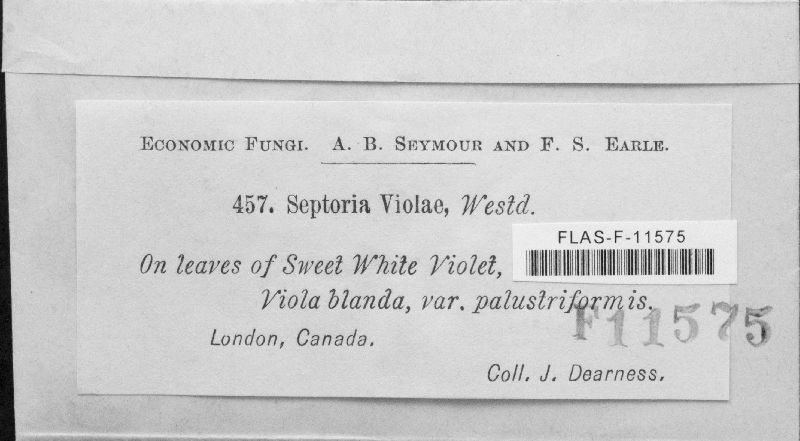 ECONOMIC FUNGI. A. B. SEYMOUR AND F. S. EARLE.
457. Septoria Violae, Westd.
FLAS-F-11575
On leaves of Sweet White Violet,
Viola blanda, var. palustriformis.
F11575
London, Canada.
Coll. J. Dearness.